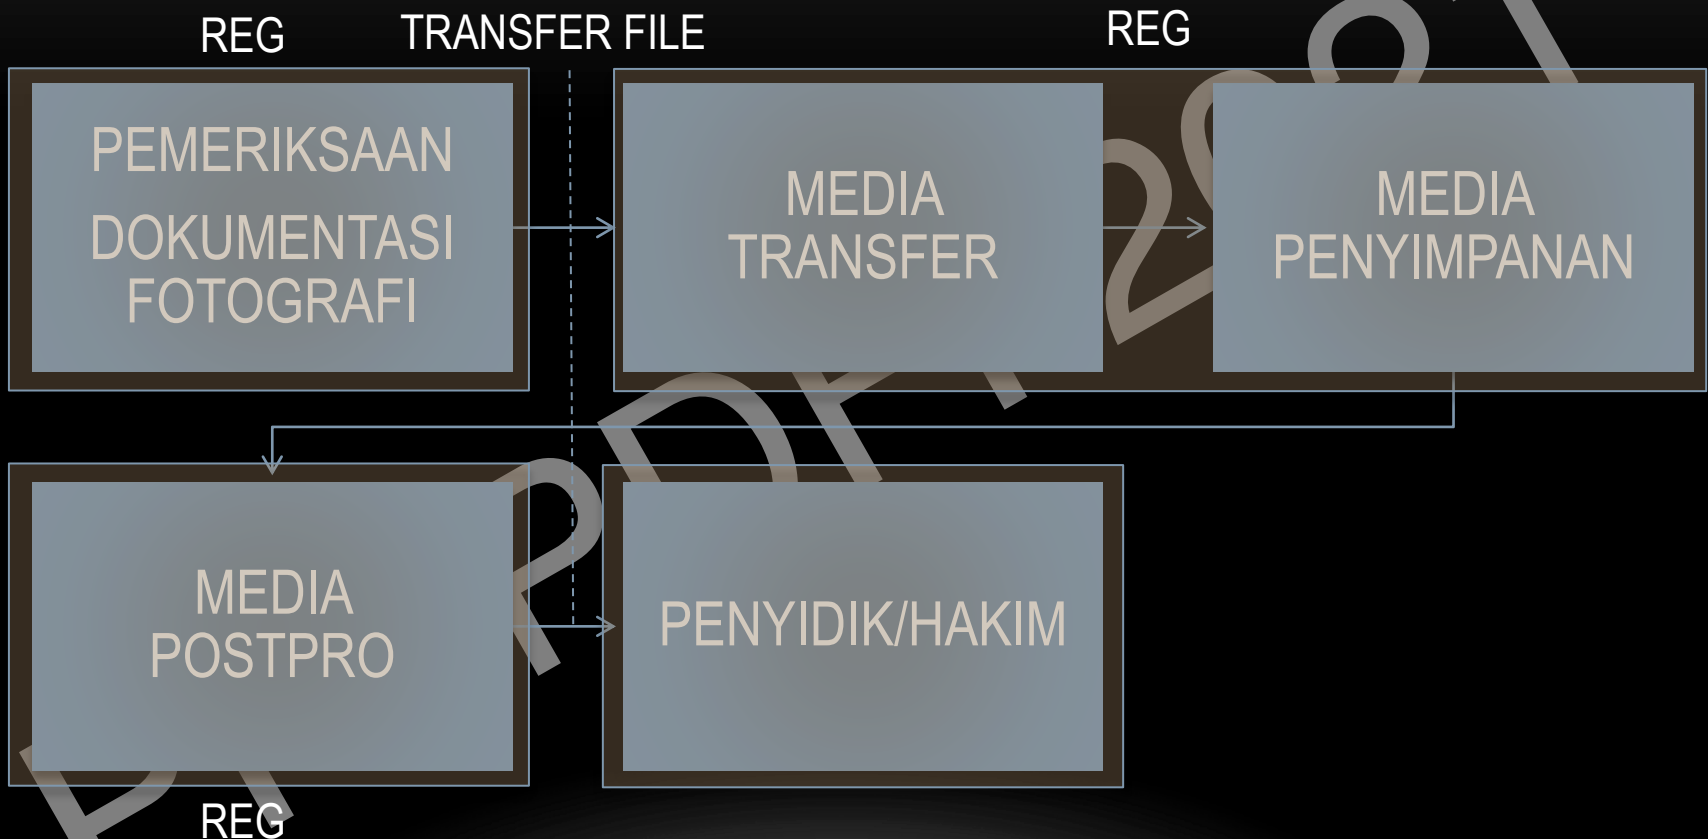 REG
TRANSFER FILE
REG
PEMERIKSAAN
DOKUMENTASI
FOTOGRAFI
MEDIA
TRANSFER
MEDIA
PENYIMPANAN
MEDIA
POSTPRO
PENYIDIK/HAKIM
REG